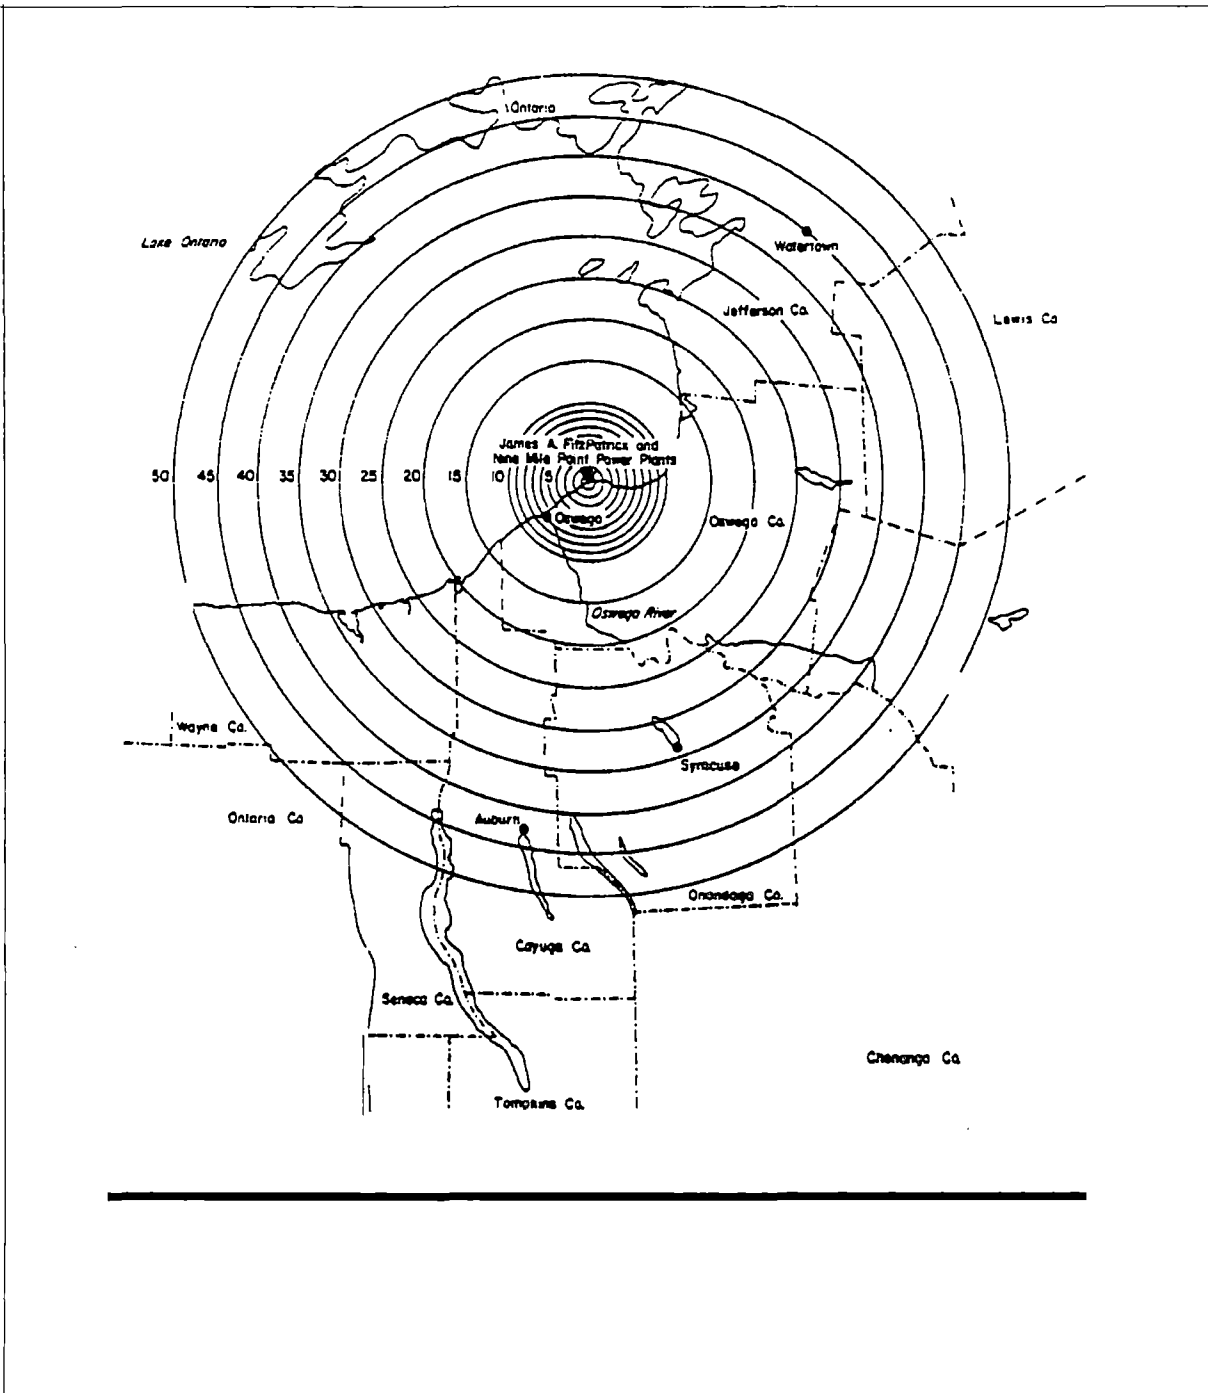 Ontario
Lake Ontario
Watertown
Jefferson Co.
Lewis Co
James A. FitzPatrick and
Nine Mile Point Power Plants
50 45 40 35 30 25 20 15 10 5
Oswego
Oswego Co.
Oswego River
Wayne Co.
Syracuse
Ontario Co
Auburn
Onondaga Co.
Cayuga Co.
Seneca Co.
Chenango Co.
Tompkins Co.